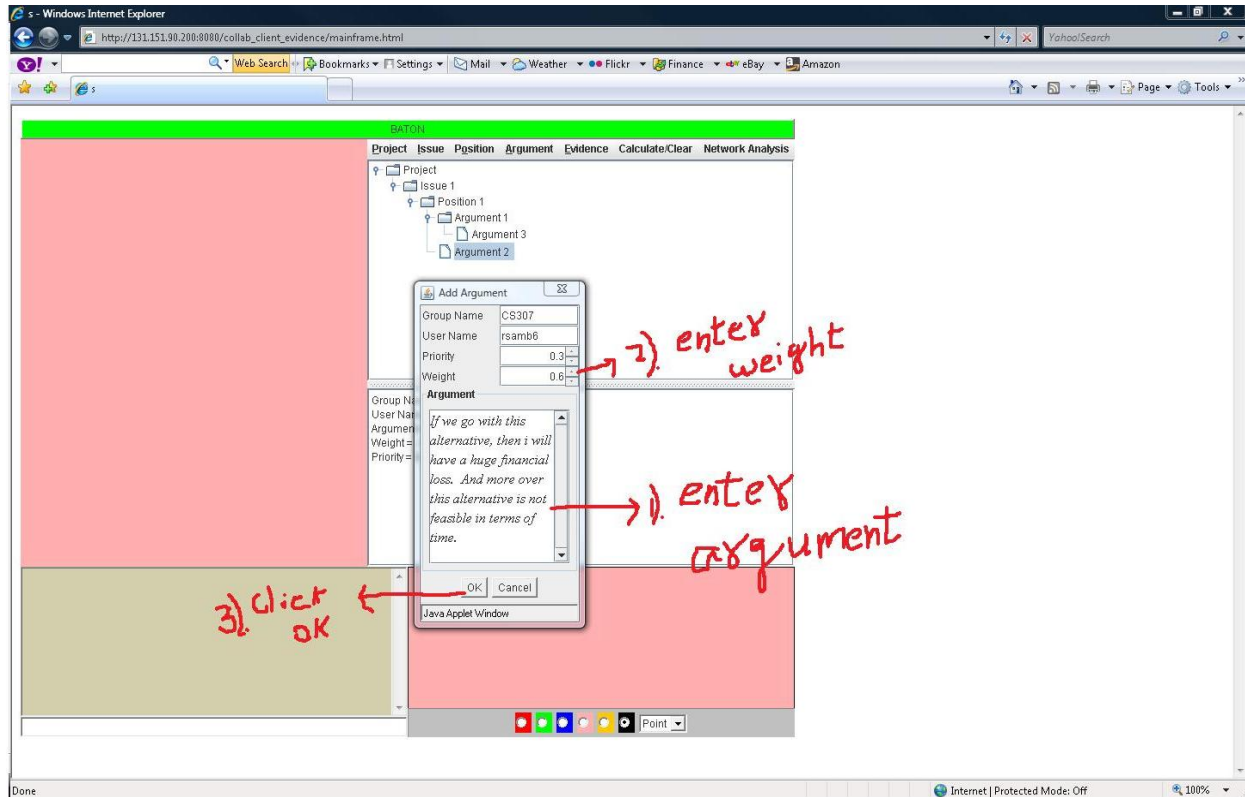 s - Windows Internet Explorer
http://131.151.90.200:8080/collab_client_evidence/mainframe.html
Yahoo! Search
Y! Web Search Bookmarks Settings Mail Weather Flickr Finance eBay Amazon
s
Page Tools
BATON
Project Issue Position Argument Evidence Calculate/Clear Network Analysis
Project
Issue 1
Position 1
Argument 1
Argument 3
Argument 2
Add Argument
Group Name CS307
User Name rsamb6
Priority 0.3
Weight 0.6
2). enter
weight
Argument
If we go with this
alternative, then i will
have a huge financial
loss. And more over
this alternative is not
feasible in terms of
time.
Group Na
User Nar
Argumen
Weight =
Priority =
1). enter
argument
OK Cancel
Java Applet Window
3). Click
OK
Point
Done
Internet | Protected Mode: Off
100%